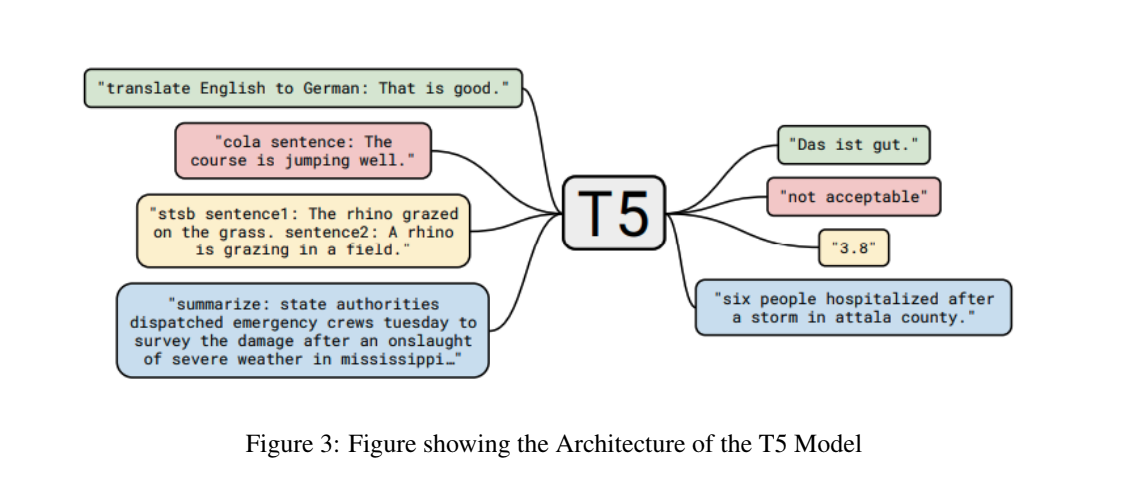 "translate English to German: That is good."
"cola sentence: The
course is jumping well."
"stsb sentence1: The rhino grazed
on the grass. sentence2: A rhino
is grazing in a field."
"summarize: state authorities
dispatched emergency crews tuesday to
survey the damage after an onslaught
of severe weather in mississippi…"
T5
"Das ist gut."
"not acceptable"
"3.8"
"six people hospitalized after
a storm in attala county."
Figure 3: Figure showing the Architecture of the T5 Model